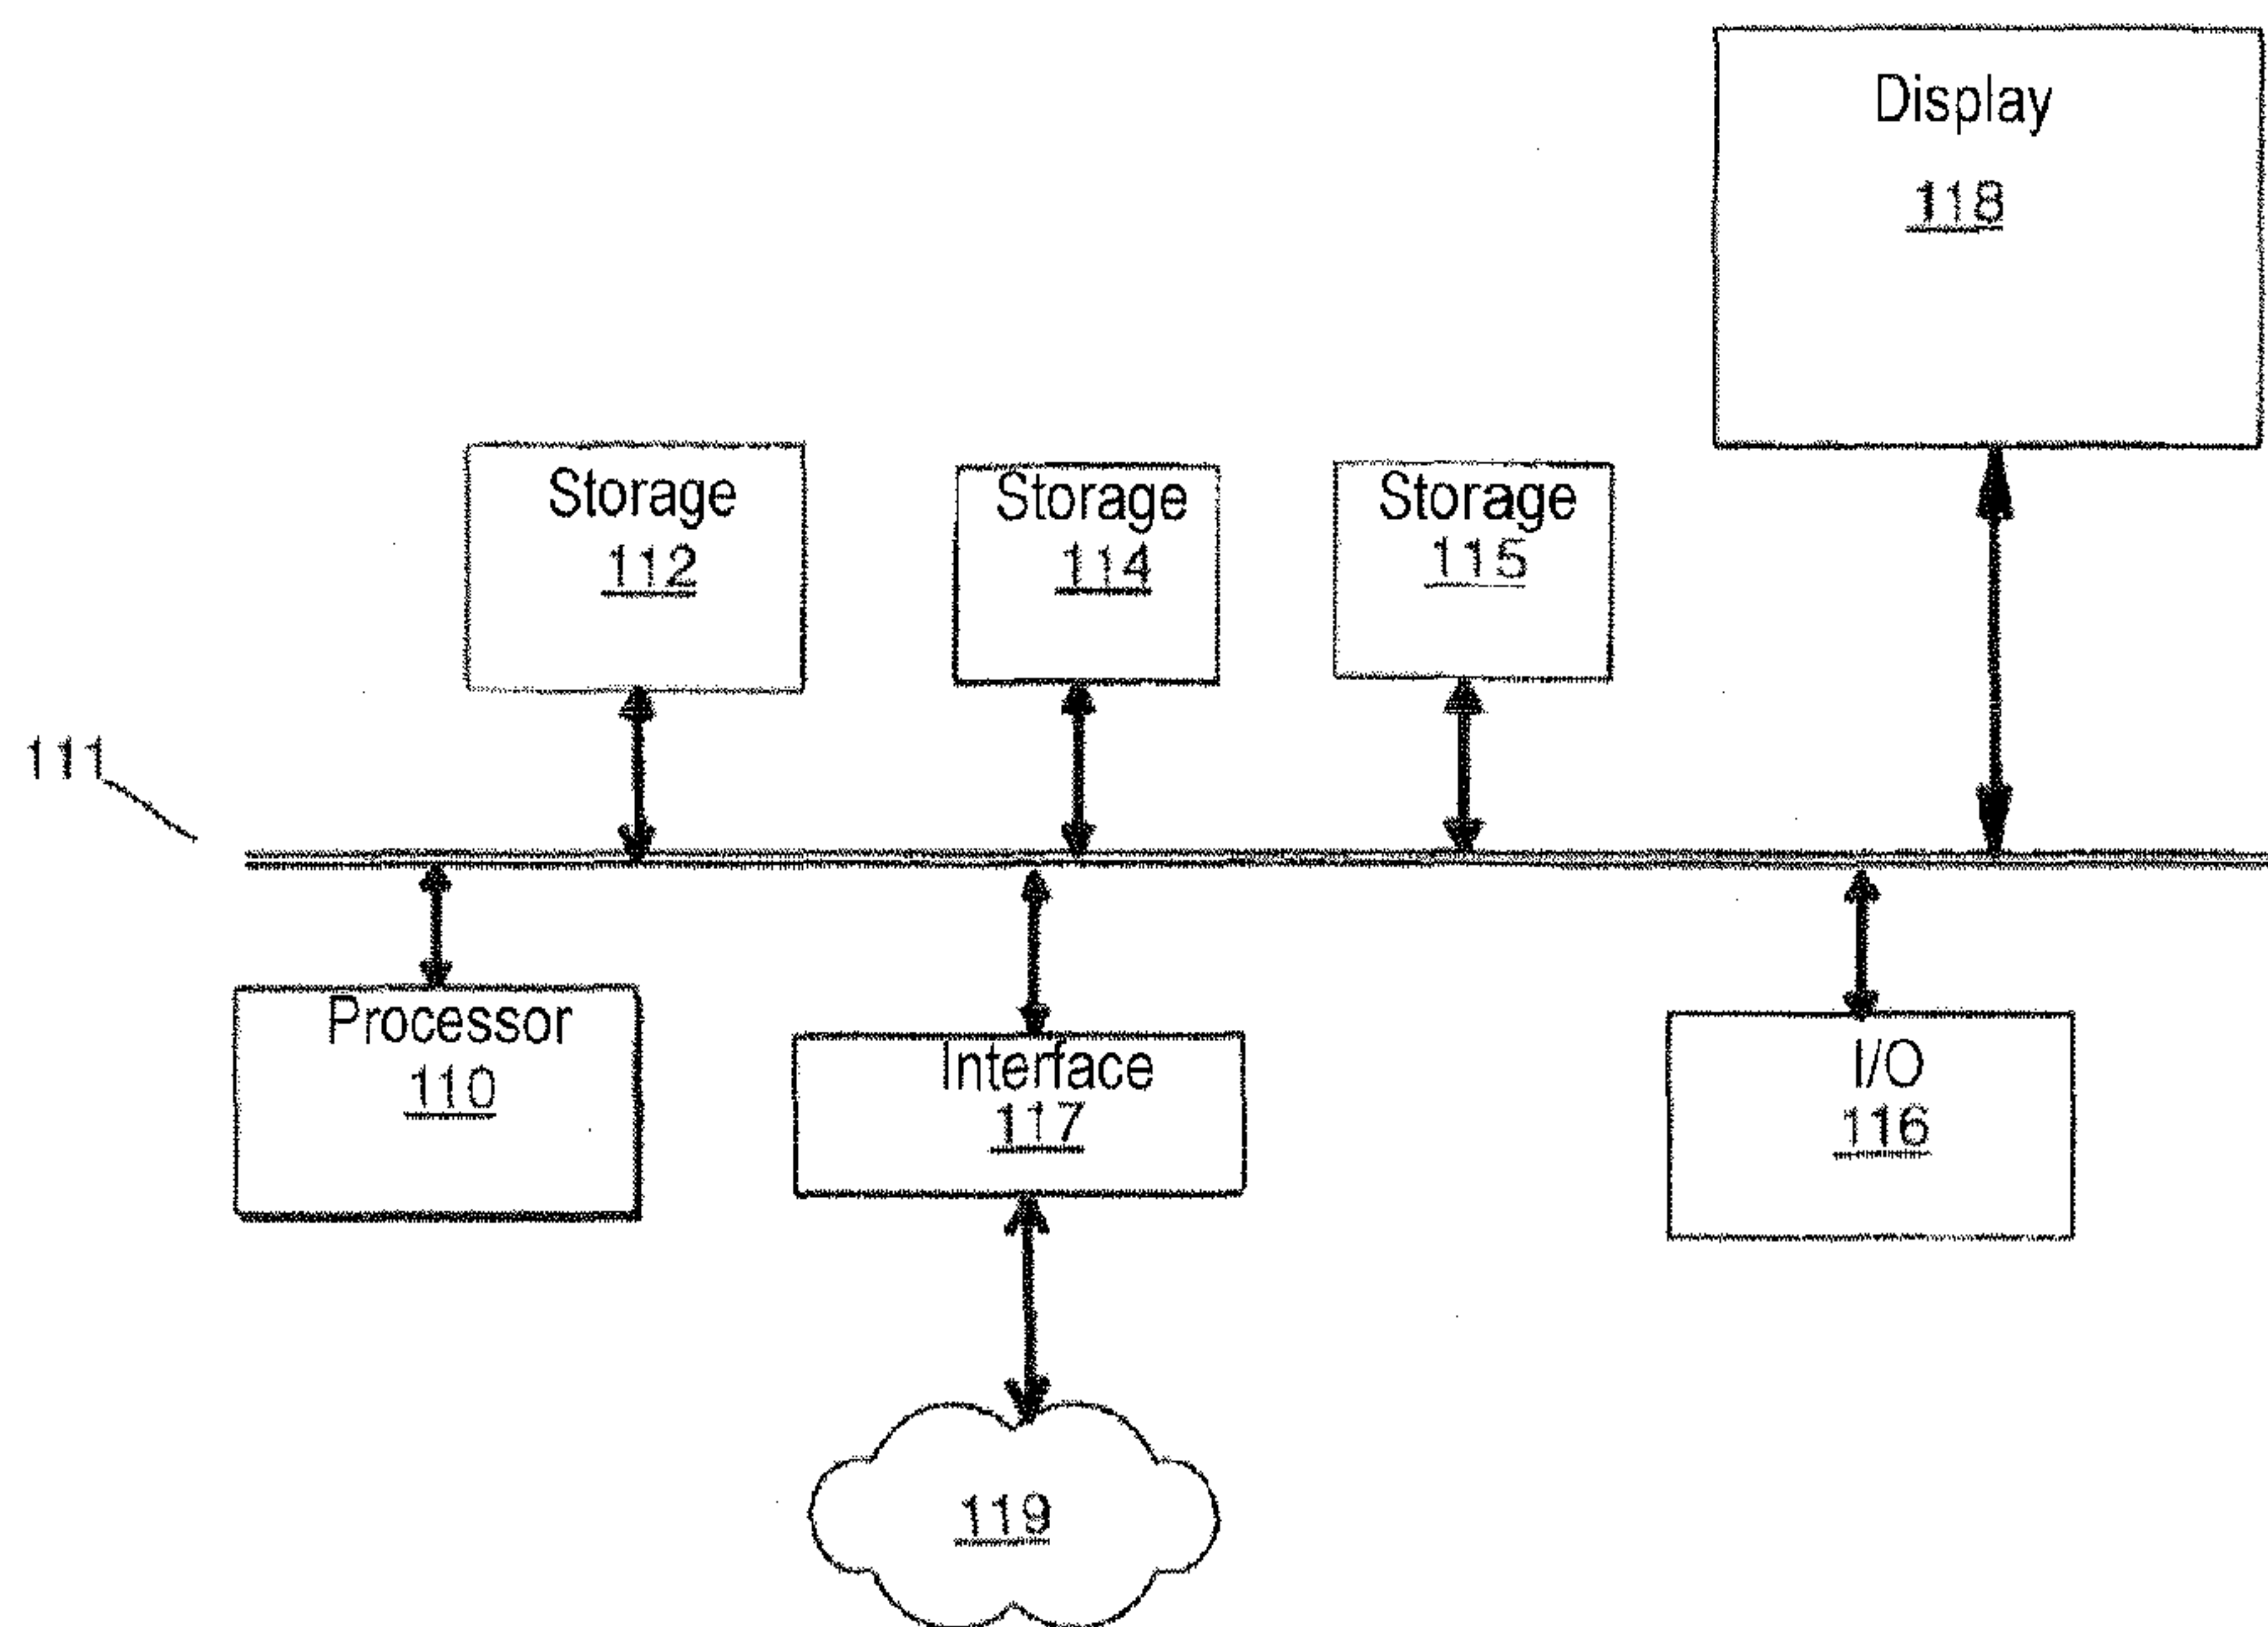 Display
118
Storage
112
Storage
114
Storage
115
111
Processor
110
Interface
117
I/O
116
119